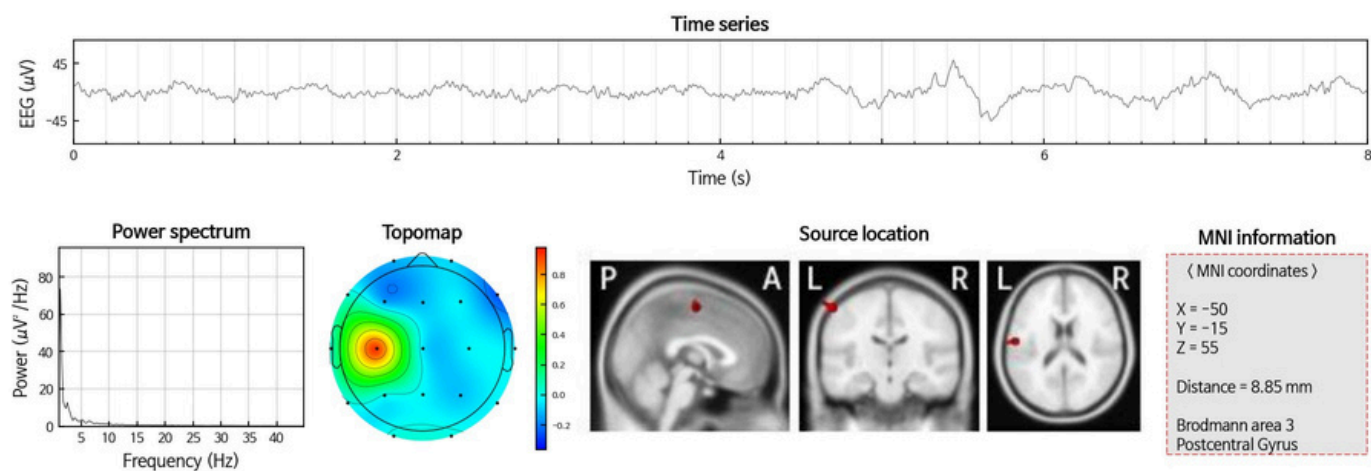 Time series
EEG (μV)
45
-45
0 2 4 6 8
Time (s)
Power spectrum
Power (μV²/Hz)
80
60
40
20
0
5 10 15 20 25 30 35 40
Frequency (Hz)
Topomap
0.8
0.6
0.4
0.2
0.0
-0.2
Source location
P A
L R
L R
MNI information
〈 MNI coordinates 〉
X = -50
Y = -15
Z = 55
Distance = 8.85 mm
Brodmann area 3
Postcentral Gyrus